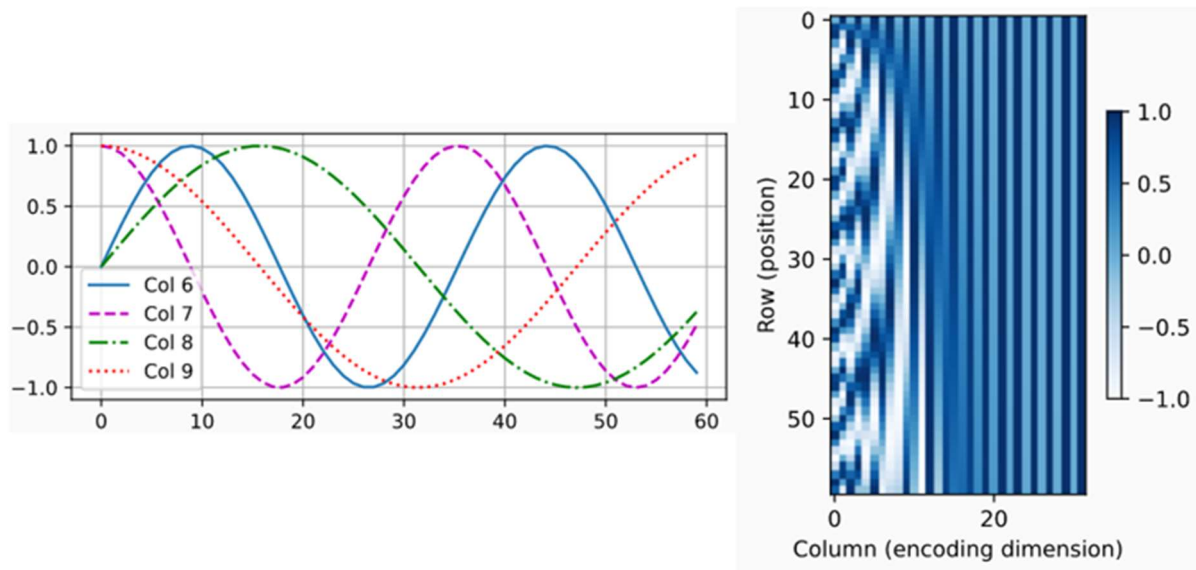 1.0
0.5
0.0
−0.5
−1.0
Col 6
Col 7
Col 8
Col 9
0 10 20 30 40 50 60
0
10
20
30
40
50
Row (position)
0 20
Column (encoding dimension)
1.0
0.5
0.0
−0.5
−1.0